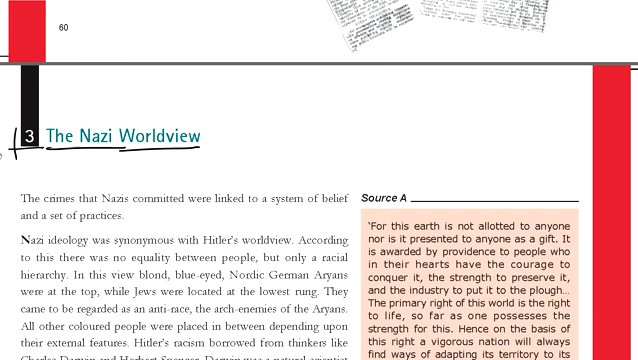 60
3 The Nazi Worldview
The crimes that Nazis committed were linked to a system of belief
and a set of practices.
Nazi ideology was synonymous with Hitler's worldview. According
to this there was no equality between people, but only a racial
hierarchy. In this view blond, blue-eyed, Nordic German Aryans
were at the top, while Jews were located at the lowest rung. They
came to be regarded as an anti-race, the arch-enemies of the Aryans.
All other coloured people were placed in between depending upon
their external features. Hitler's racism borrowed from thinkers like
Charles Darwin and Herbert Spencer. Darwin was a natural scientist
Source A
'For this earth is not allotted to anyone
nor is it presented to anyone as a gift. It
is awarded by providence to people who
in their hearts have the courage to
conquer it, the strength to preserve it,
and the industry to put it to the plough…
The primary right of this world is the right
to life, so far as one possesses the
strength for this. Hence on the basis of
this right a vigorous nation will always
find ways of adapting its territory to its